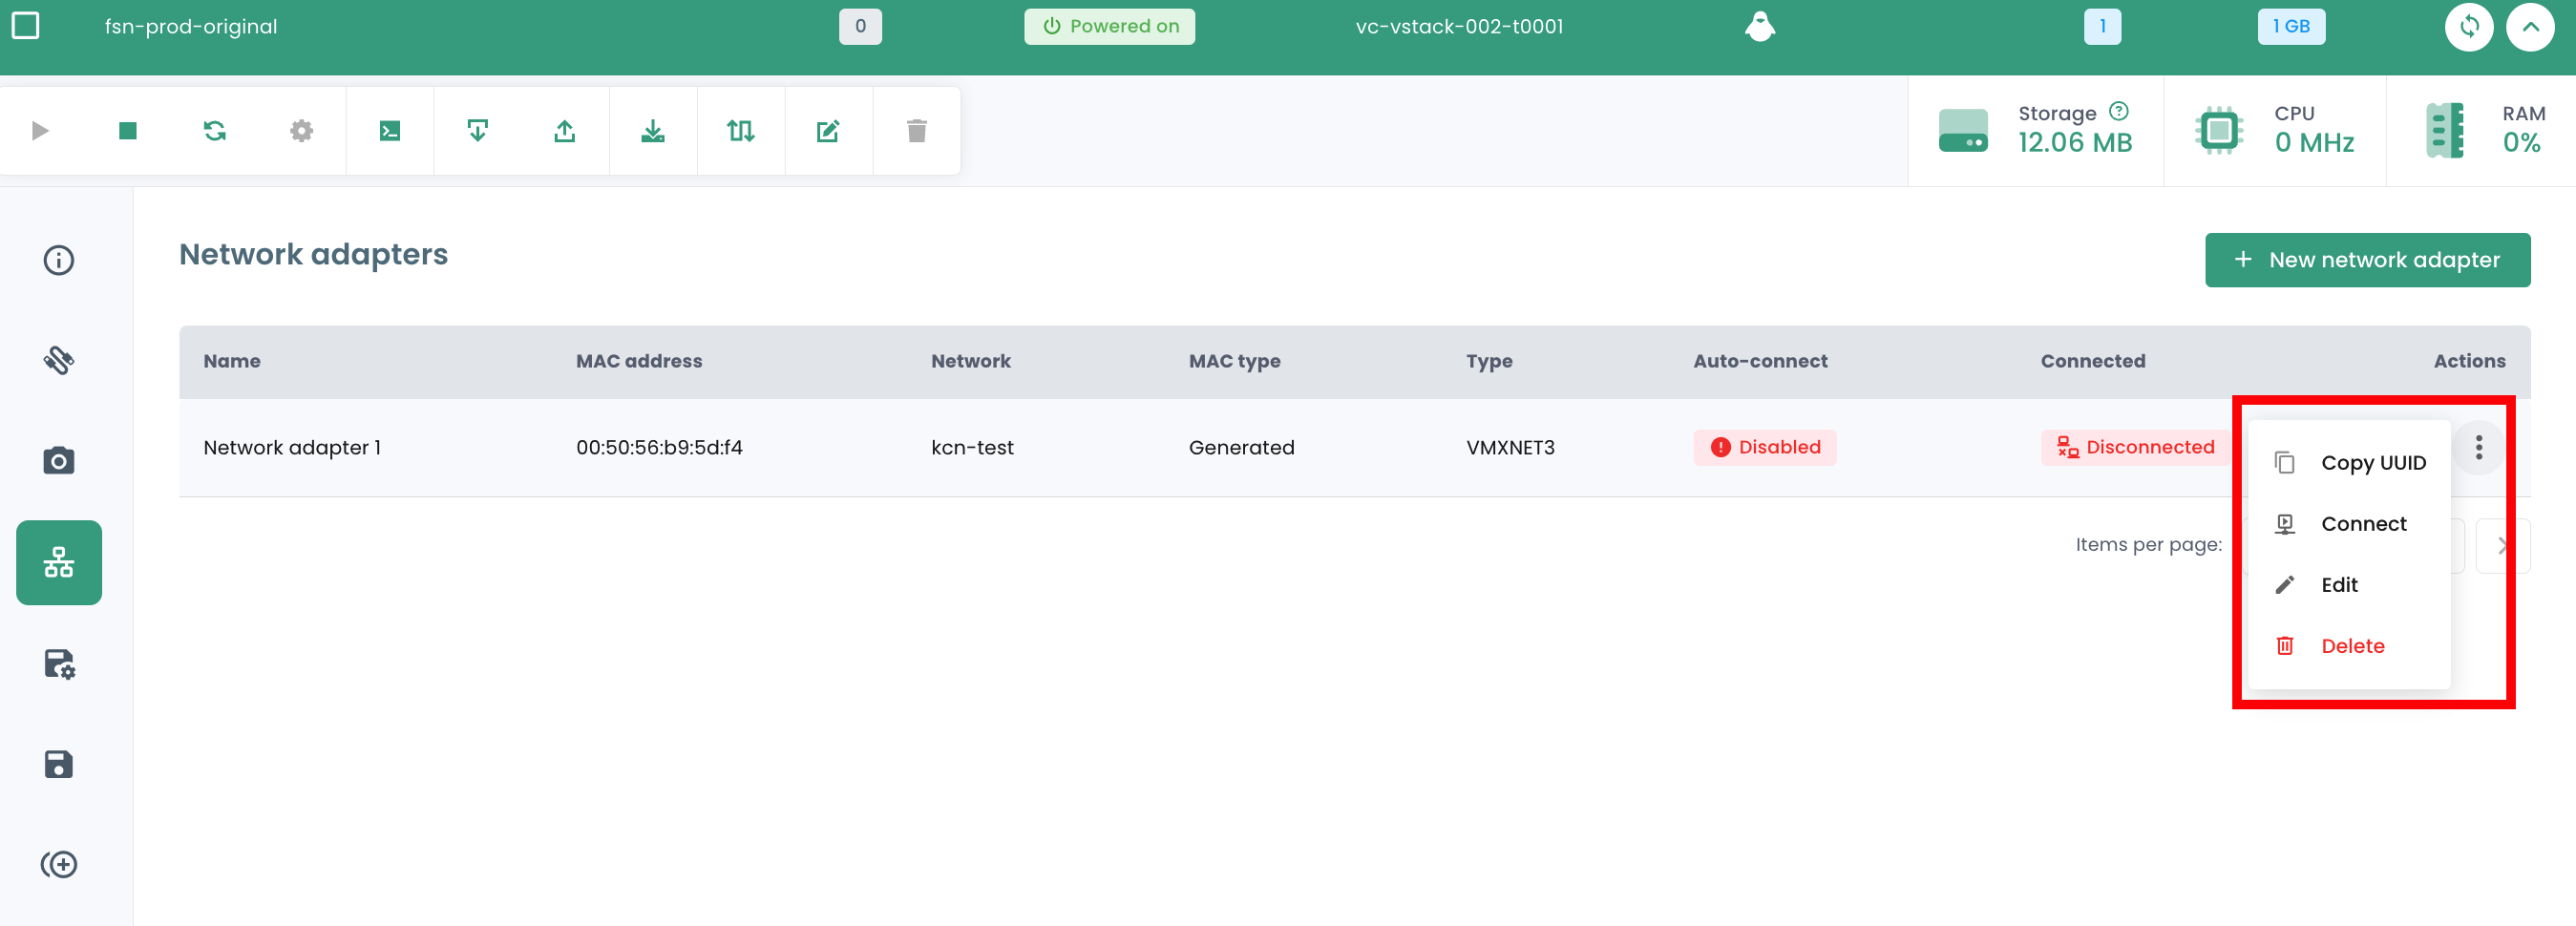 fsn-prod-original 0 Powered on vc-vstack-002-t0001 1 1 GB
Storage CPU RAM
12.06 MB 0 MHz 0%
Network adapters
+ New network adapter
Name MAC address Network MAC type Type Auto-connect Connected Actions
Network adapter 1 00:50:56:b9:5d:f4 kcn-test Generated VMXNET3 Disabled Disconnected
Copy UUID
Connect
Items per page:
Edit
Delete